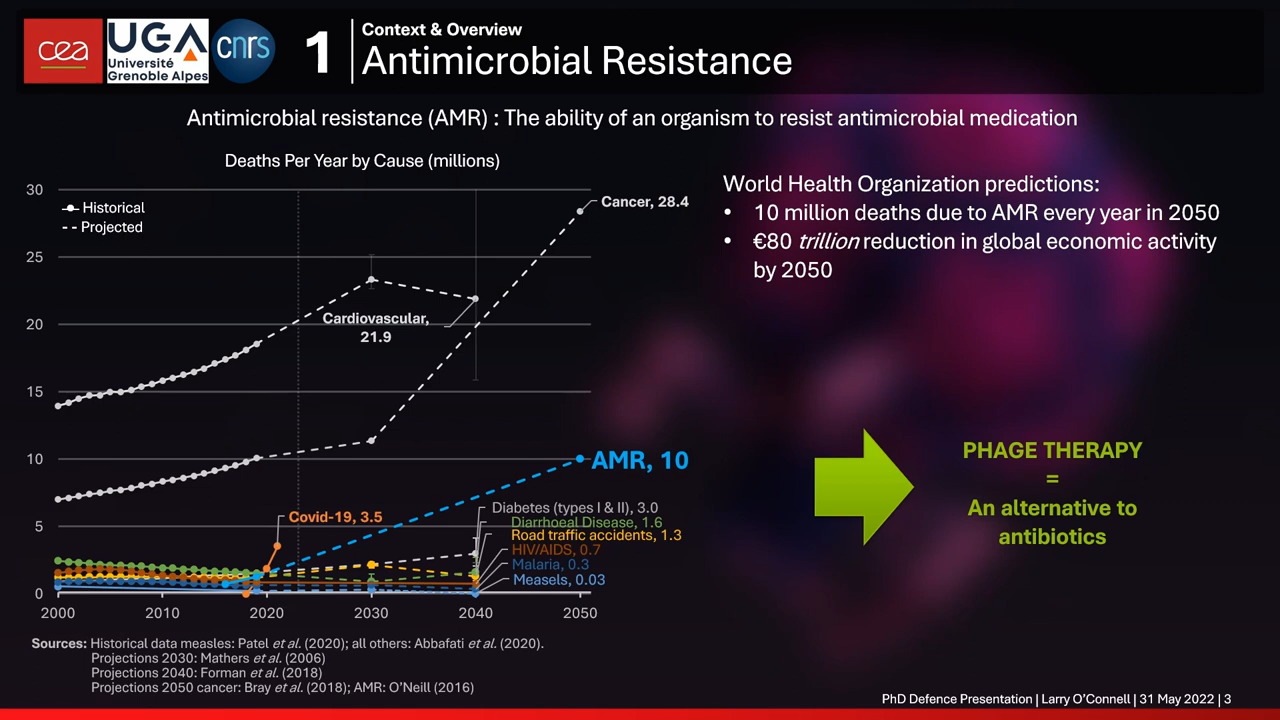 cea
UGA
Université
Grenoble Alpes
cnrs
1
Context & Overview
Antimicrobial Resistance
Antimicrobial resistance (AMR) : The ability of an organism to resist antimicrobial medication
Deaths Per Year by Cause (millions)
30
25
20
15
10
5
0
Historical
Projected
Cancer, 28.4
Cardiovascular,
21.9
AMR, 10
Covid-19, 3.5
Diabetes (types I & II), 3.0
Diarrhoeal Disease, 1.6
Road traffic accidents, 1.3
HIV/AIDS, 0.7
Malaria, 0.3
Measels, 0.03
2000 2010 2020 2030 2040 2050
World Health Organization predictions:
• 10 million deaths due to AMR every year in 2050
• €80 trillion reduction in global economic activity
by 2050
PHAGE THERAPY
=
An alternative to
antibiotics
Sources: Historical data measles: Patel et al. (2020); all others: Abbafati et al. (2020).
Projections 2030: Mathers et al. (2006)
Projections 2040: Forman et al. (2018)
Projections 2050 cancer: Bray et al. (2018); AMR: O'Neill (2016)
PhD Defence Presentation | Larry O'Connell | 31 May 2022 | 3